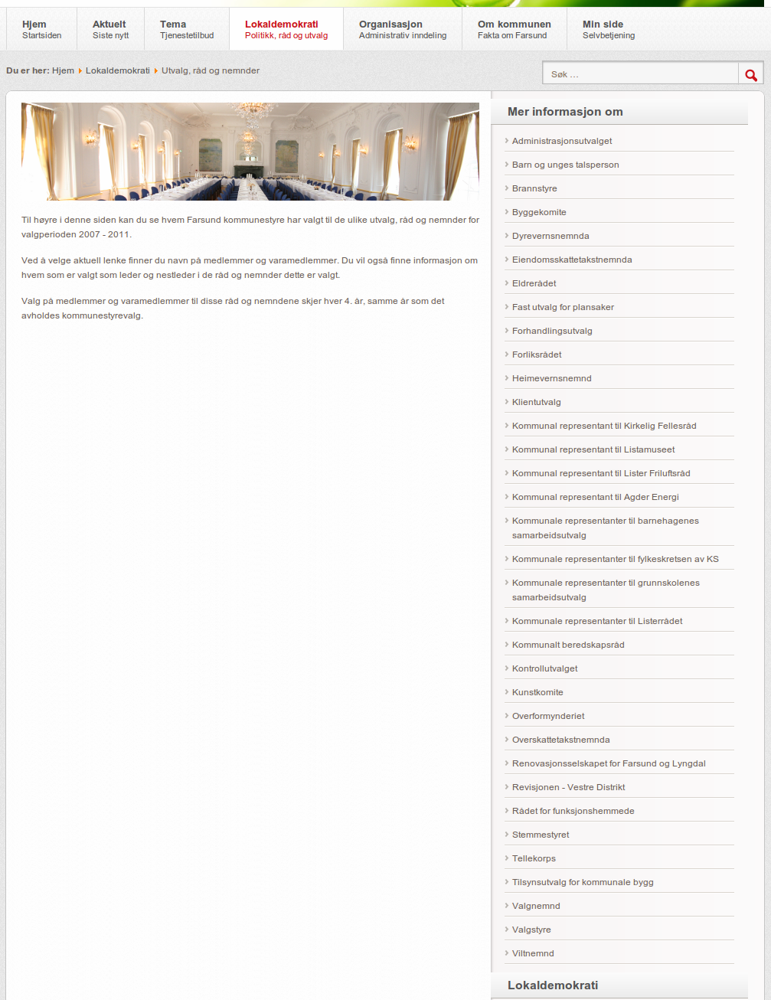 Hjem
Startsiden
Aktuelt
Siste nytt
Tema
Tjenestetilbud
Lokaldemokrati
Politikk, råd og utvalg
Organisasjon
Administrativ inndeling
Om kommunen
Fakta om Farsund
Min side
Selvbetjening
Du er her: Hjem Lokaldemokrati Utvalg, råd og nemnder
Søk ...
Til høyre i denne siden kan du se hvem Farsund kommunestyre har valgt til de ulike utvalg, råd og nemnder for
valgperioden 2007 - 2011.
Ved å velge aktuell lenke finner du navn på medlemmer og varamedlemmer. Du vil også finne informasjon om
hvem som er valgt som leder og nestleder i de råd og nemnder dette er valgt.
Valg på medlemmer og varamedlemmer til disse råd og nemndene skjer hver 4. år, samme år som det
avholdes kommunestyrevalg.
Mer informasjon om
Administrasjonsutvalget
Barn og unges talsperson
Brannstyre
Byggekomite
Dyrevernsnemnda
Eiendomsskattetakstnemnda
Eldrerådet
Fast utvalg for plansaker
Forhandlingsutvalg
Forliksrådet
Heimevernsnemnd
Klientutvalg
Kommunal representant til Kirkelig Fellesråd
Kommunal representant til Listamuseet
Kommunal representant til Lister Friluftsråd
Kommunal representant til Agder Energi
Kommunale representanter til barnehagenes
samarbeidsutvalg
Kommunale representanter til fylkeskretsen av KS
Kommunale representanter til grunnskolenes
samarbeidsutvalg
Kommunale representanter til Listerrådet
Kommunalt beredskapsråd
Kontrollutvalget
Kunstkomite
Overformynderiet
Overskattetakstnemnda
Renovasjonsselskapet for Farsund og Lyngdal
Revisjonen - Vestre Distrikt
Rådet for funksjonshemmede
Stemmestyret
Tellekorps
Tilsynsutvalg for kommunale bygg
Valgnemnd
Valgstyre
Viltnemnd
Lokaldemokrati